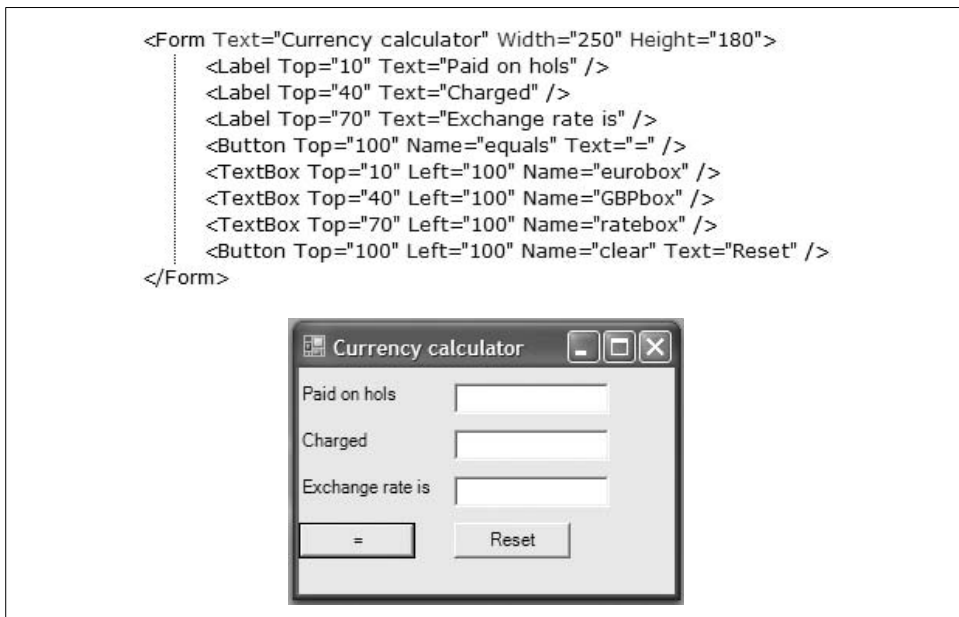 <Form Text="Currency calculator" Width="250" Height="180">
<Label Top="10" Text="Paid on hols" />
<Label Top="40" Text="Charged" />
<Label Top="70" Text="Exchange rate is" />
<Button Top="100" Name="equals" Text="=" />
<TextBox Top="10" Left="100" Name="eurobox" />
<TextBox Top="40" Left="100" Name="GBPbox" />
<TextBox Top="70" Left="100" Name="ratebox" />
<Button Top="100" Left="100" Name="clear" Text="Reset" />
</Form>
Currency calculator
Paid on hols
Charged
Exchange rate is
= Reset